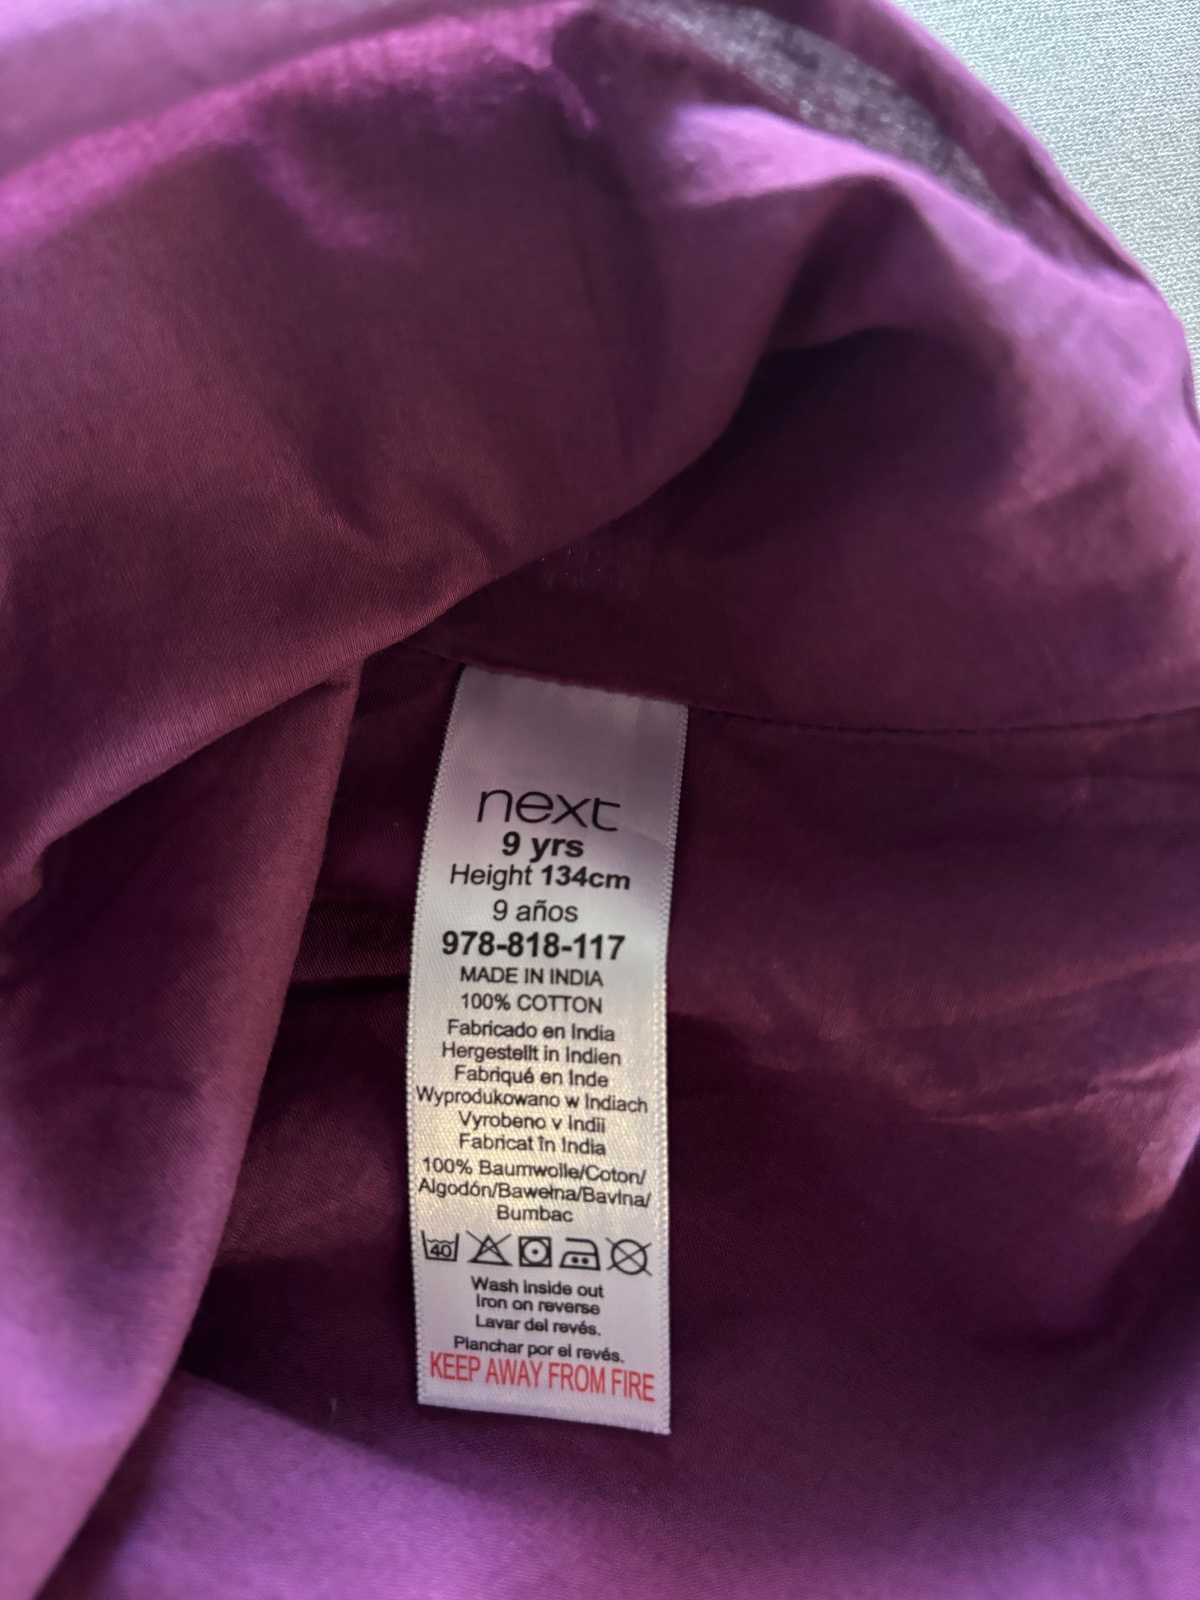 next
9 yrs
Height 134cm
9 años
978-818-117
MADE IN INDIA
100% COTTON
Fabricado en India
Hergestellt in Indien
Fabriqué en Inde
Wyprodukowano w Indiach
Vyrobeno v Indii
Fabricat în India
100% Baumwolle/Coton/
Algodón/Bawełna/Bavlna/
Bumbac
40
Wash inside out
Iron on reverse
Lavar del revés.
Planchar por el revés.
KEEP AWAY FROM FIRE